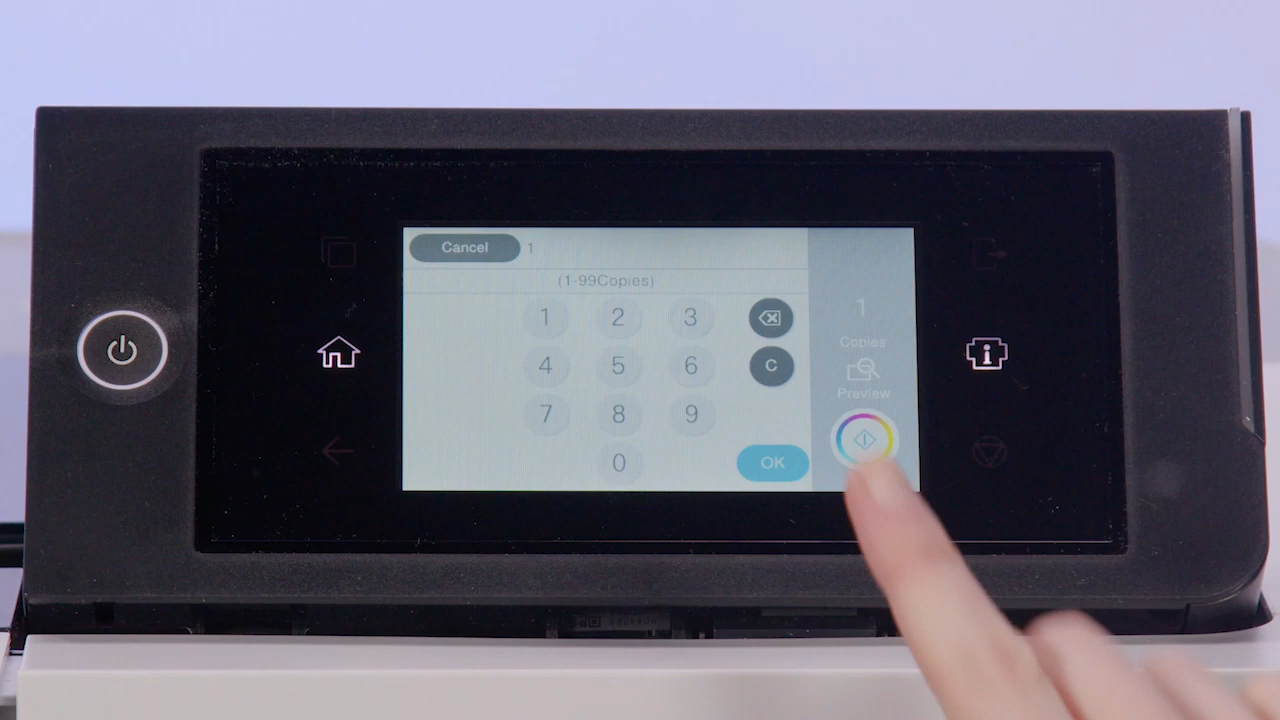 Cancel 1
(1-99Copies)
1 2 3
4 5 6 C
7 8 9
0 OK
1
Copies
Preview